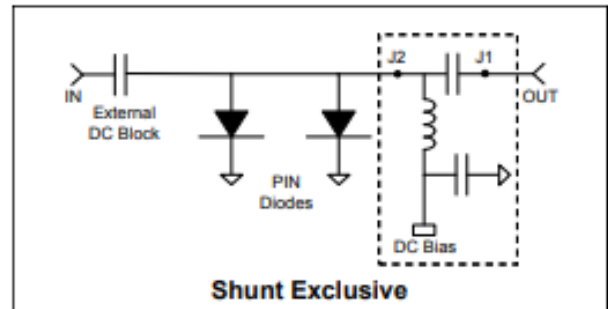 J2
J1
IN
OUT
External
DC Block
PIN
Diodes
DC Bias
Shunt Exclusive